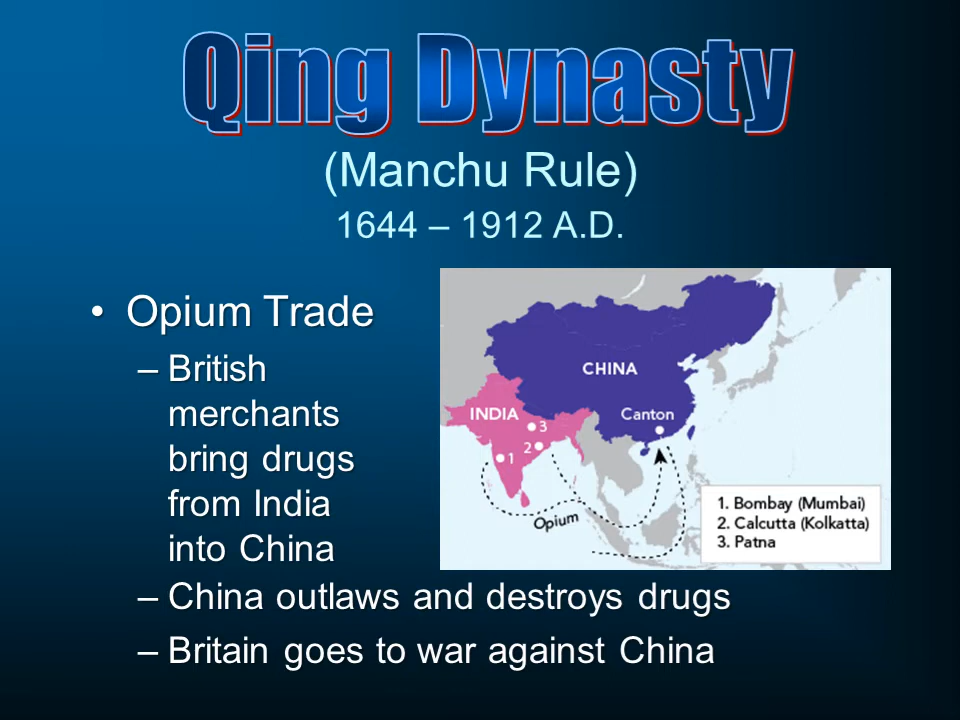 Qing Dynasty
(Manchu Rule)
1644 – 1912 A.D.
• Opium Trade
– British
merchants
bring drugs
from India
into China
– China outlaws and destroys drugs
– Britain goes to war against China
CHINA
INDIA
Canton
3
2
1
Opium
1. Bombay (Mumbai)
2. Calcutta (Kolkatta)
3. Patna